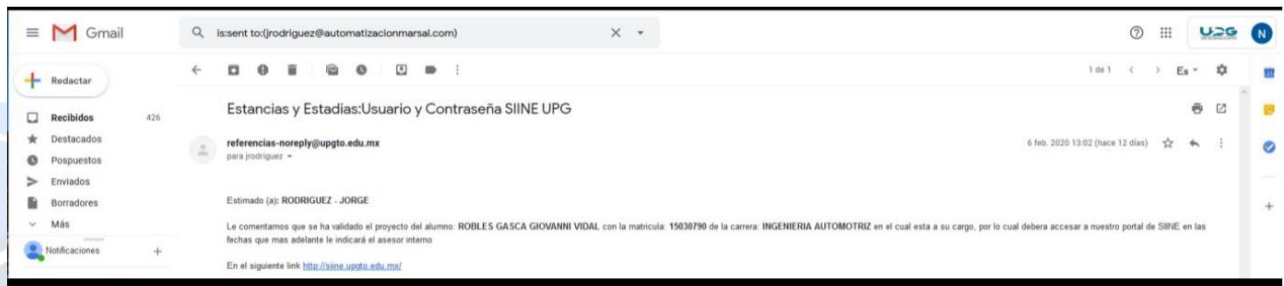 Gmail
is:sent to:(jrodriguez@automatizacionmarsal.com)
UPG
N
Redactar
1 de 1
Es
Estancias y Estadias:Usuario y Contraseña SIINE UPG
Recibidos 426
Destacados
Pospuestos
Enviados
Borradores
Más
Notificaciones
referencias-noreply@upgto.edu.mx
6 feb. 2020 13:02 (hace 12 días)
para jrodriguez
Estimado (a): RODRIGUEZ - JORGE
Le comentamos que se ha validado el proyecto del alumno: ROBLES GASCA GIOVANNI VIDAL con la matricula: 15030790 de la carrera: INGENIERIA AUTOMOTRIZ en el cual esta a su cargo, por lo cual debera accesar a nuestro portal de SIINE en las
fechas que mas adelante le indicará el asesor interno
En el siguiente link http://siine.upgto.edu.mx/